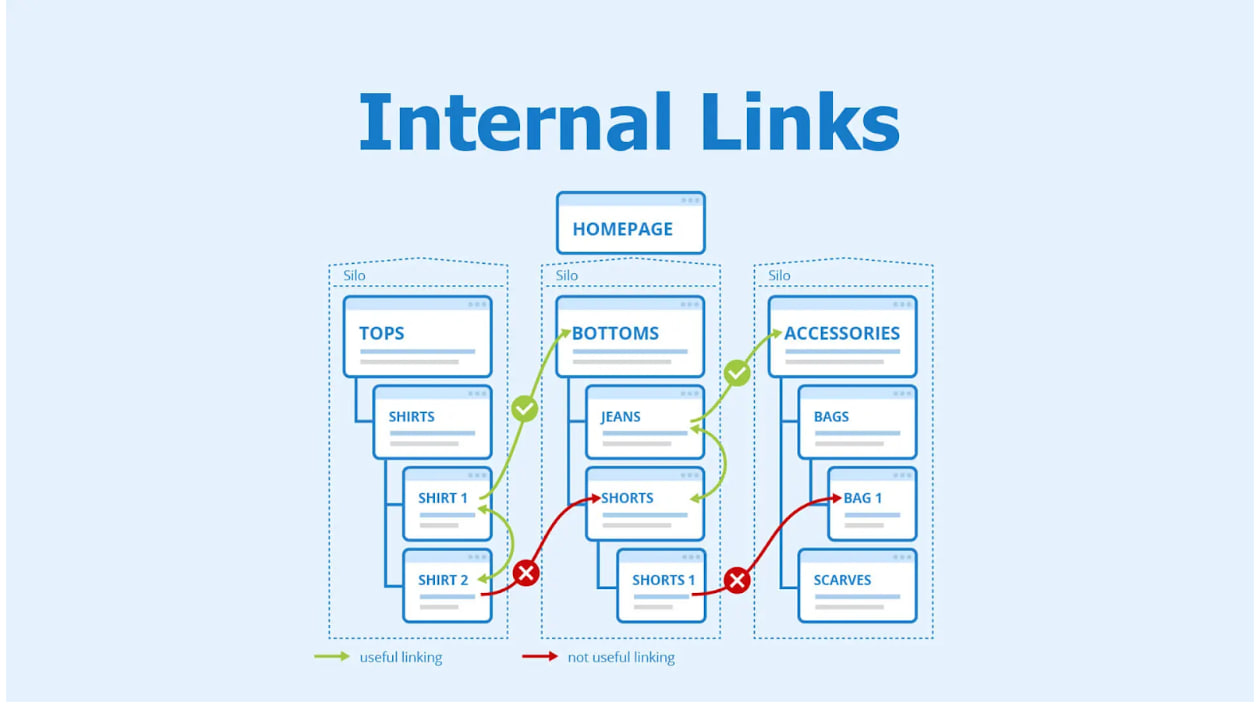 Internal Links
HOMEPAGE
Silo
Silo
Silo
TOPS
BOTTOMS
ACCESSORIES
SHIRTS
JEANS
BAGS
SHIRT 1
SHORTS
BAG 1
SHIRT 2
SHORTS 1
SCARVES
useful linking
not useful linking